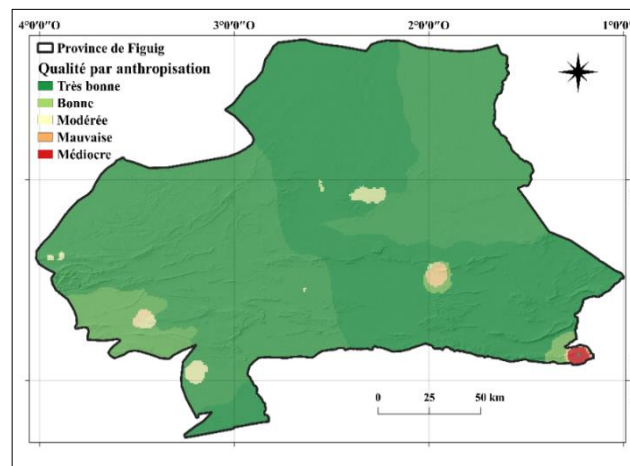 4°0'0"O 3°0'0"O 2°0'0"O 1°0'0"O
Province de Figuig
Qualité par anthropisation
Très bonne
Bonne
Modérée
Mauvaise
Médiocre
0 25 50 km